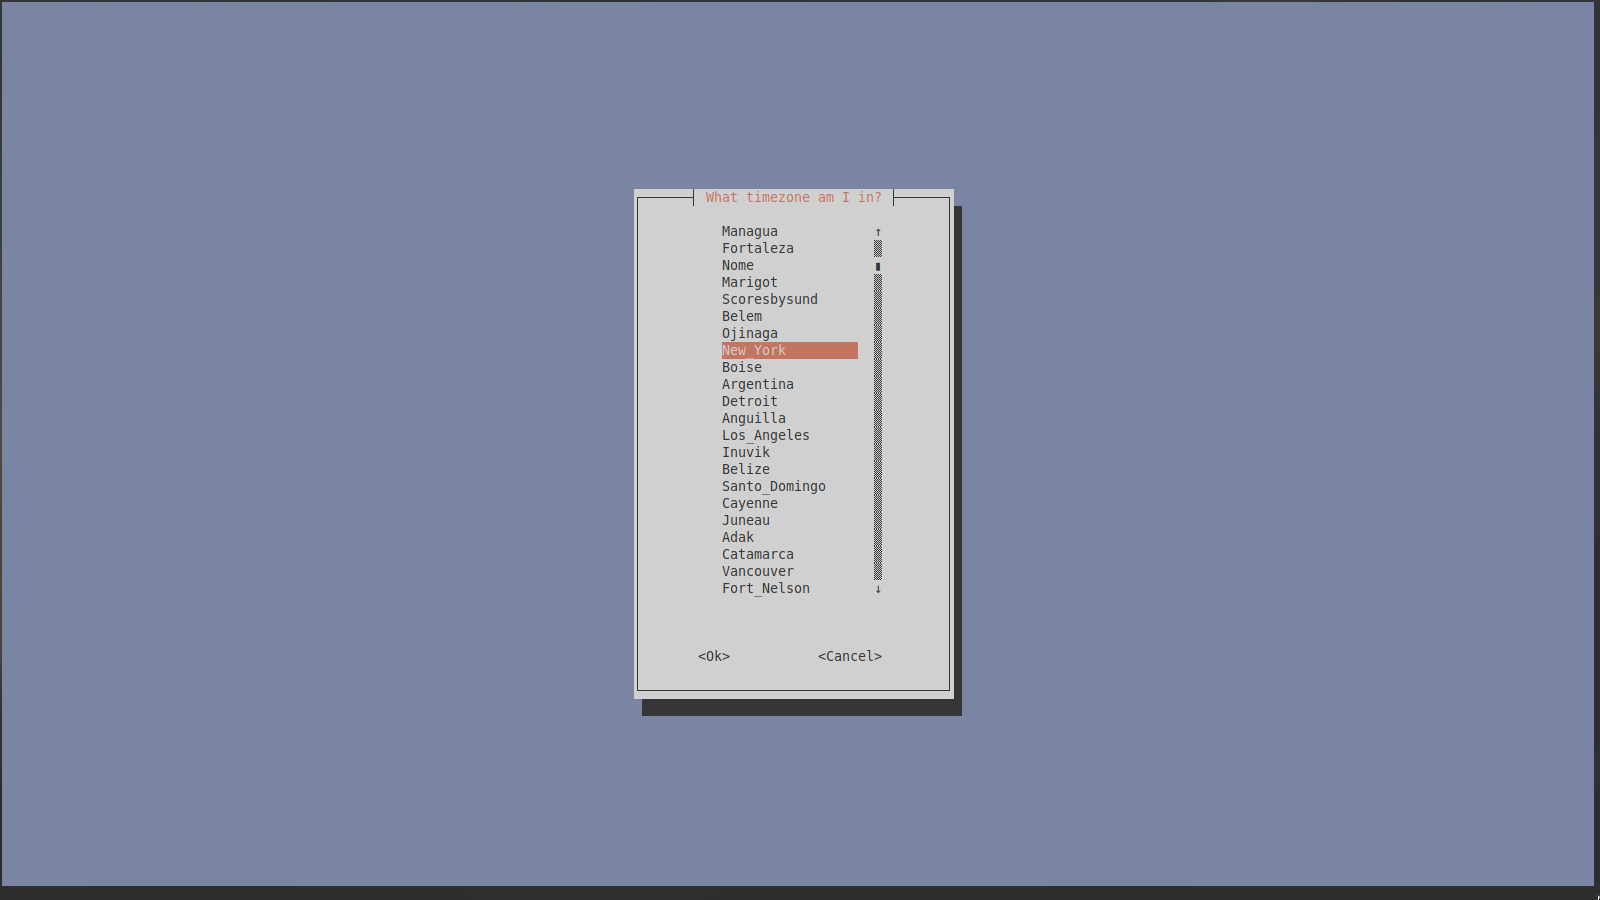 What timezone am I in?
Managua ↑
Fortaleza
Nome
Marigot
Scoresbysund
Belem
Ojinaga
New_York
Boise
Argentina
Detroit
Anguilla
Los_Angeles
Inuvik
Belize
Santo_Domingo
Cayenne
Juneau
Adak
Catamarca
Vancouver
Fort_Nelson ↓
<Ok> <Cancel>